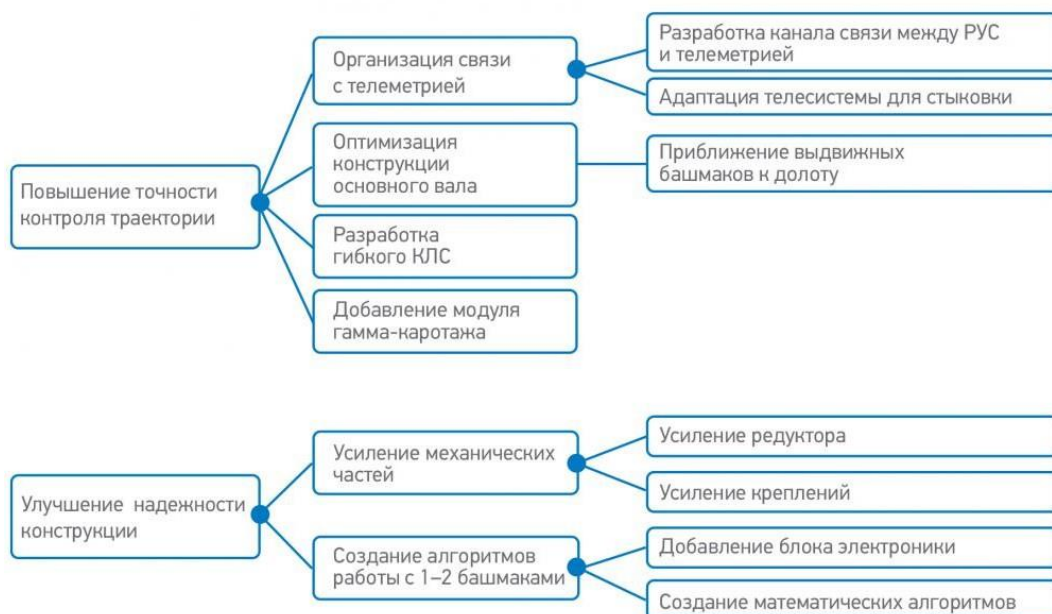 Повышение точности
контроля траектории
Организация связи
с телеметрией
Разработка канала связи между РУС
и телеметрией
Адаптация телесистемы для стыковки
Оптимизация
конструкции
основного вала
Приближение выдвижных
башмаков к долоту
Разработка
гибкого КЛС
Добавление модуля
гамма-каротажа
Улучшение надежности
конструкции
Усиление механических
частей
Усиление редуктора
Усиление креплений
Создание алгоритмов
работы с 1–2 башмаками
Добавление блока электроники
Создание математических алгоритмов